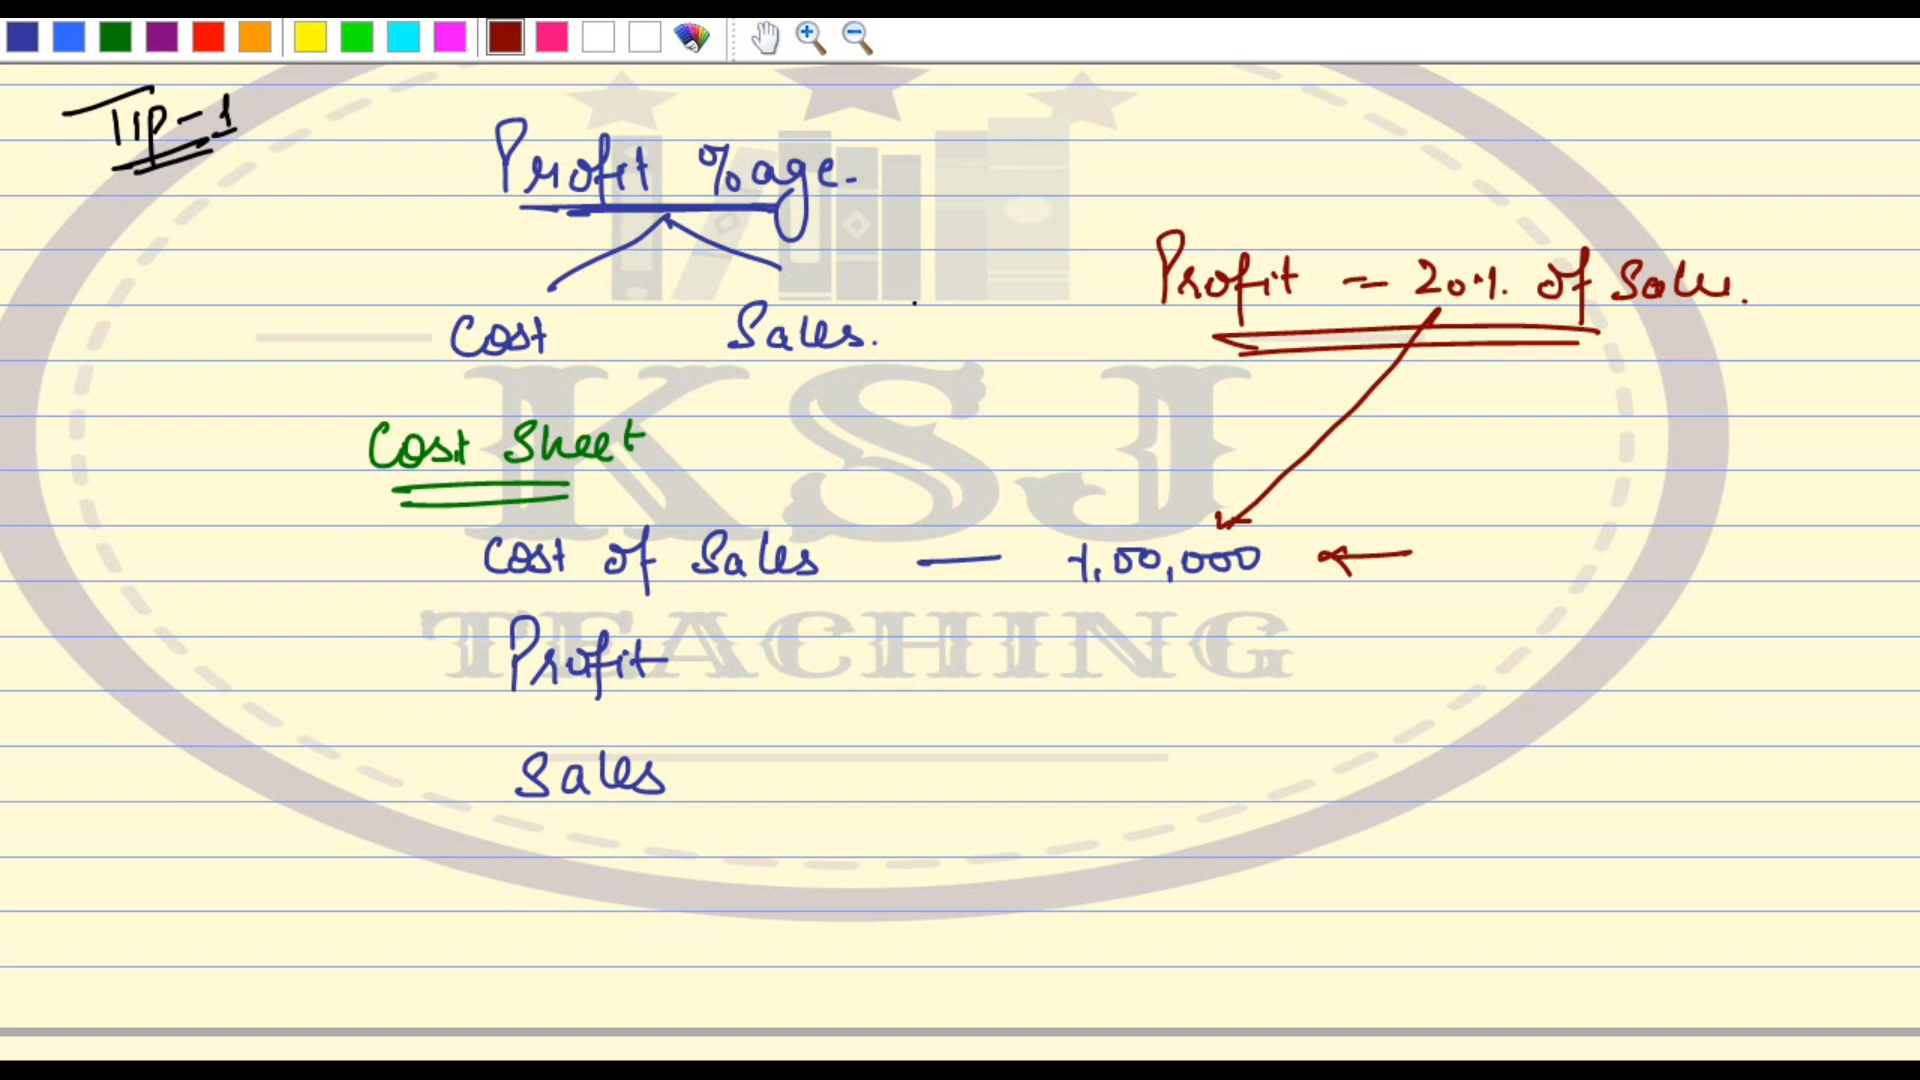 TIP-1
Profit %age.
Cost Sales.
Profit - 20% of Sales.
Cost Sheet
Cost of Sales — 1,00,000
Profit
Sales
KSJ
TEACHING